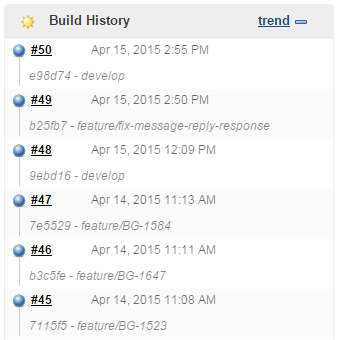 Build History trend
#50 Apr 15, 2015 2:55 PM
e98d74 - develop
#49 Apr 15, 2015 2:50 PM
b25fb7 - feature/fix-message-reply-response
#48 Apr 15, 2015 12:09 PM
9ebd16 - develop
#47 Apr 14, 2015 11:13 AM
7e5529 - feature/BG-1584
#46 Apr 14, 2015 11:11 AM
b3c5fe - feature/BG-1647
#45 Apr 14, 2015 11:08 AM
7115f5 - feature/BG-1523